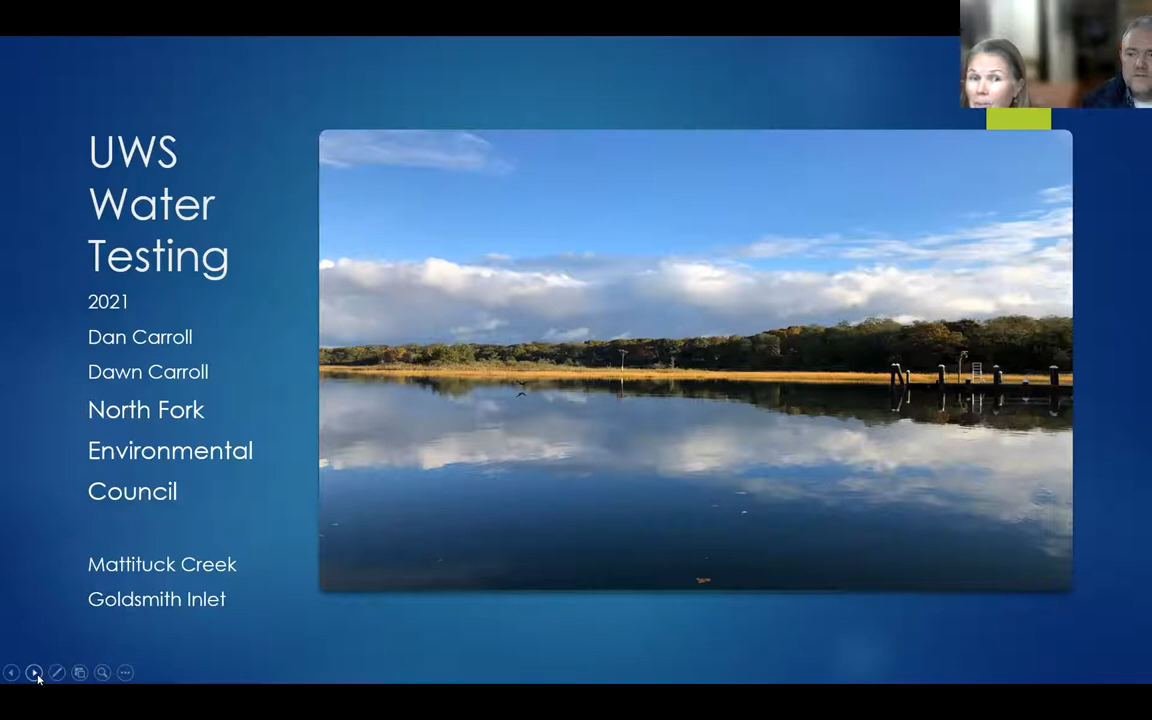 UWS
Water
Testing
2021
Dan Carroll
Dawn Carroll
North Fork
Environmental
Council
Mattituck Creek
Goldsmith Inlet